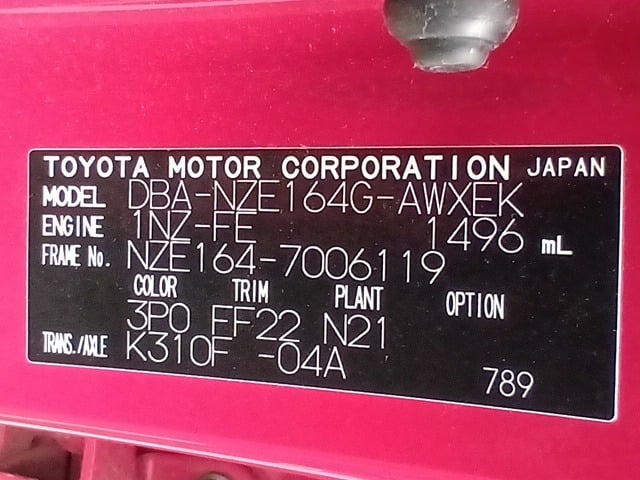 TOYOTA MOTOR CORPORATION JAPAN
MODEL DBA-NZE164G-AWXEK
ENGINE 1NZ-FE 1496 mL
FRAME No. NZE164-7006119
COLOR TRIM PLANT OPTION
3P0 FF22 N21
TRANS./AXLE K310F -04A
789